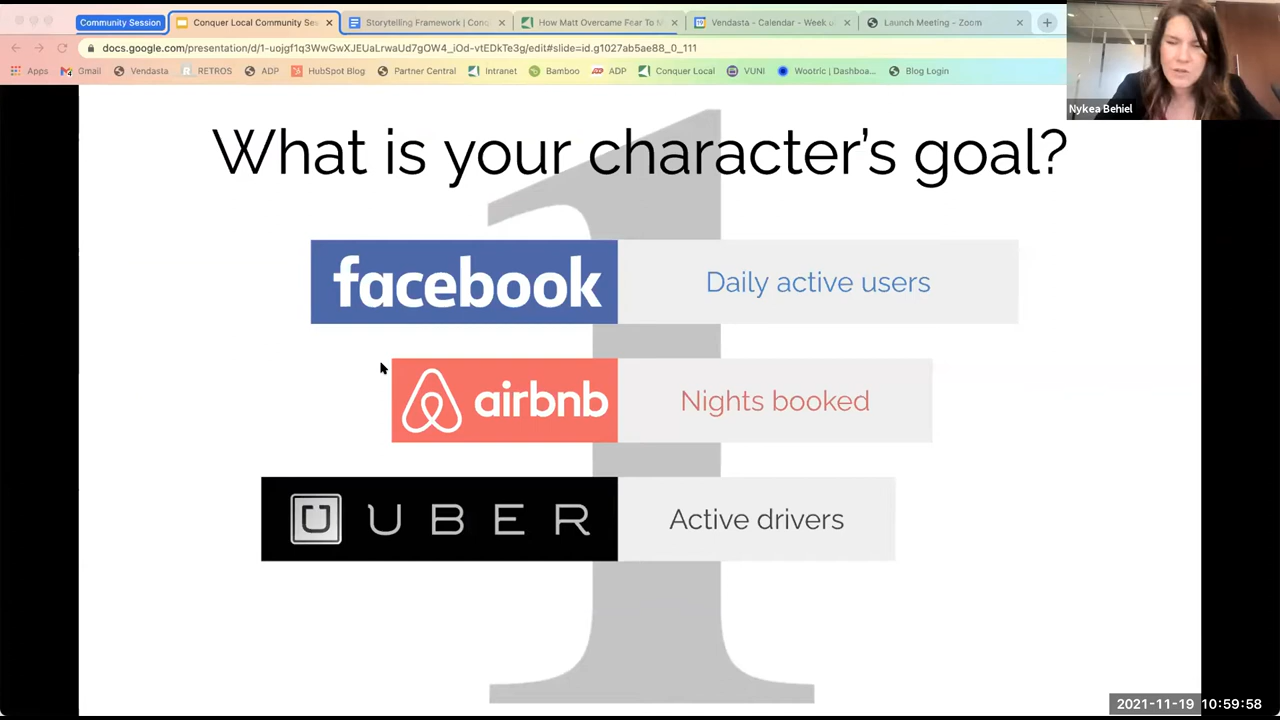 Community Session
Conquer Local Community Ses
Storytelling Framework | Conq
How Matt Overcame Fear To M
Vendasta - Calendar - Week o
Launch Meeting - Zoom
docs.google.com/presentation/d/1-uojgf1q3WwGwXJEUaLrwaUd7gOW4_iOd-vtEDkTe3g/edit#slide=id.g1027ab5ae88_0_111
Apps Gmail Vendasta RETROS ADP HubSpot Blog Partner Central Intranet Bamboo ADP Conquer Local VUNI Wootric | Dashboa... Blog Login
Nykea Behiel
What is your character's goal?
1
facebook Daily active users
airbnb Nights booked
U UBER Active drivers
2021-11-19 10:59:58